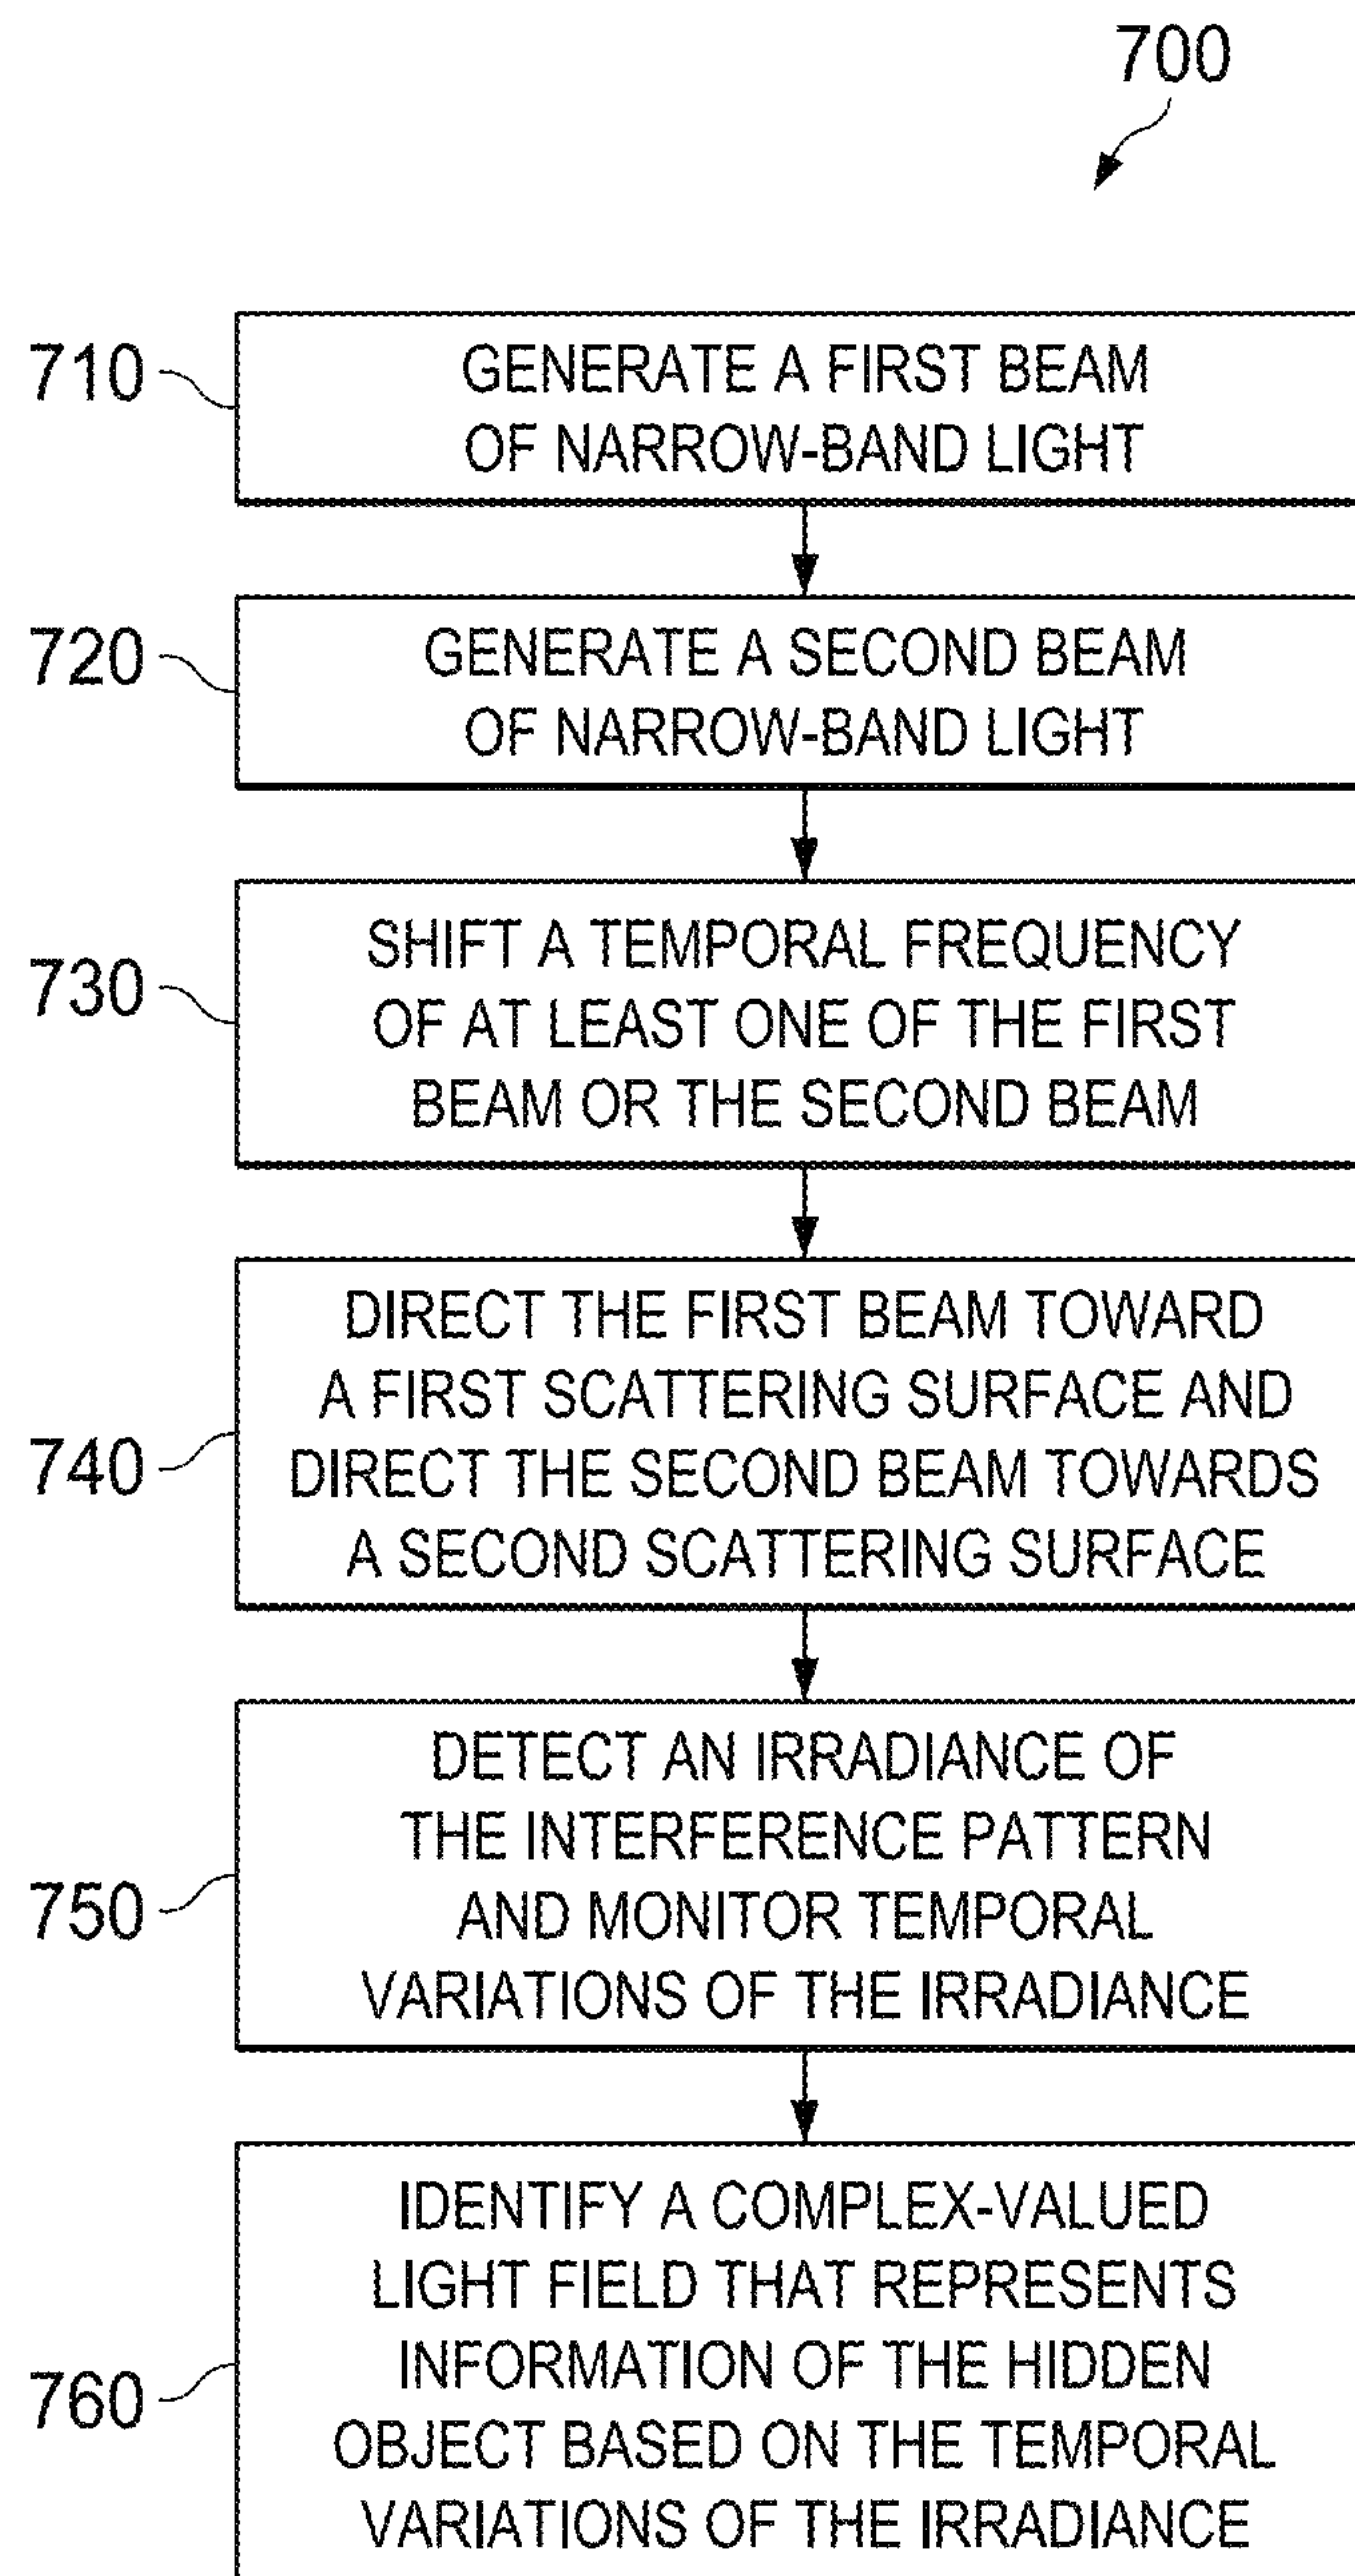 700
710
GENERATE A FIRST BEAM
OF NARROW-BAND LIGHT
720
GENERATE A SECOND BEAM
OF NARROW-BAND LIGHT
730
SHIFT A TEMPORAL FREQUENCY
OF AT LEAST ONE OF THE FIRST
BEAM OR THE SECOND BEAM
740
DIRECT THE FIRST BEAM TOWARD
A FIRST SCATTERING SURFACE AND
DIRECT THE SECOND BEAM TOWARDS
A SECOND SCATTERING SURFACE
750
DETECT AN IRRADIANCE OF
THE INTERFERENCE PATTERN
AND MONITOR TEMPORAL
VARIATIONS OF THE IRRADIANCE
760
IDENTIFY A COMPLEX-VALUED
LIGHT FIELD THAT REPRESENTS
INFORMATION OF THE HIDDEN
OBJECT BASED ON THE TEMPORAL
VARIATIONS OF THE IRRADIANCE